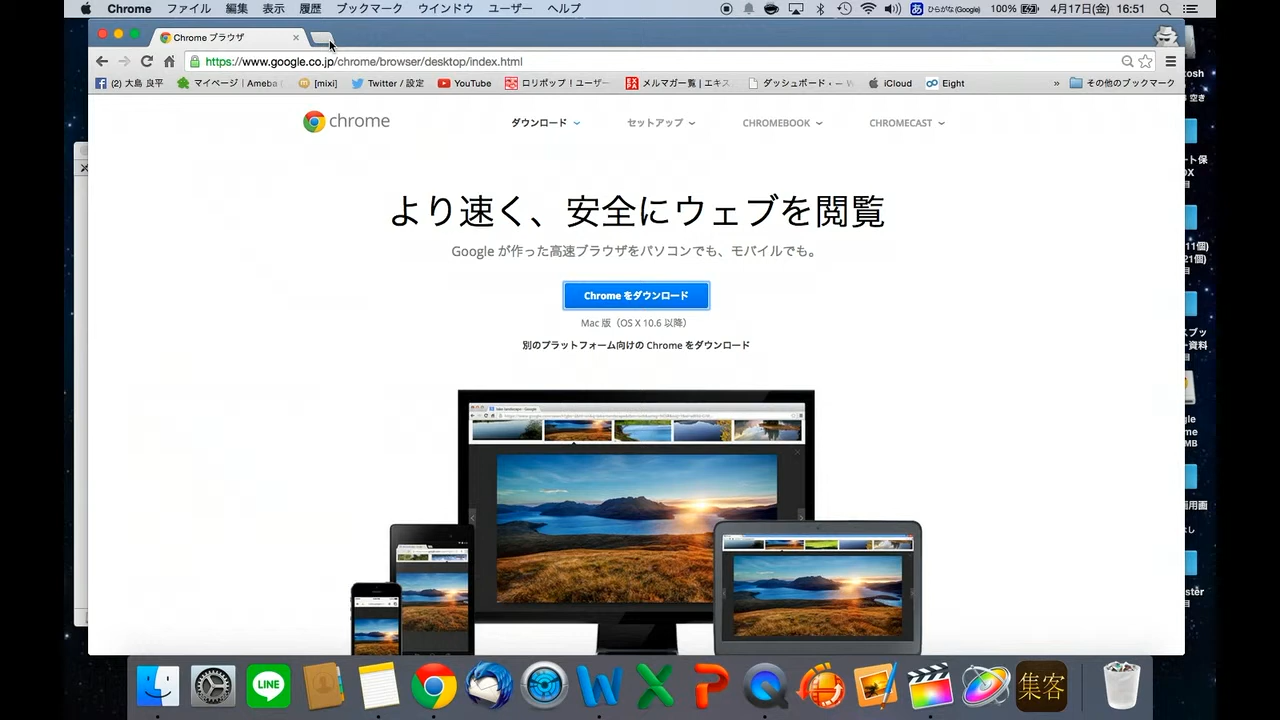 Chrome ファイル 編集 表示 履歴 ブックマーク ウインドウ ユーザー ヘルプ あ ひらがな(Google) 100% 4月17日(金) 16:51
Chrome ブラウザ
https://www.google.co.jp/chrome/browser/desktop/index.html
(2) 大島 良平 マイページ | Ameba [mixi] Twitter / 設定 YouTube ロリポップ！ユーザー メルマガ一覧 | エキス ダッシュボード ‹ iCloud Eight » その他のブックマーク
chrome ダウンロード セットアップ CHROMEBOOK CHROMECAST
より速く、安全にウェブを閲覧
Google が作った高速ブラウザをパソコンでも、モバイルでも。
Chrome をダウンロード
Mac 版（OS X 10.6 以降）
別のプラットフォーム向けの Chrome をダウンロード
LINE
集客